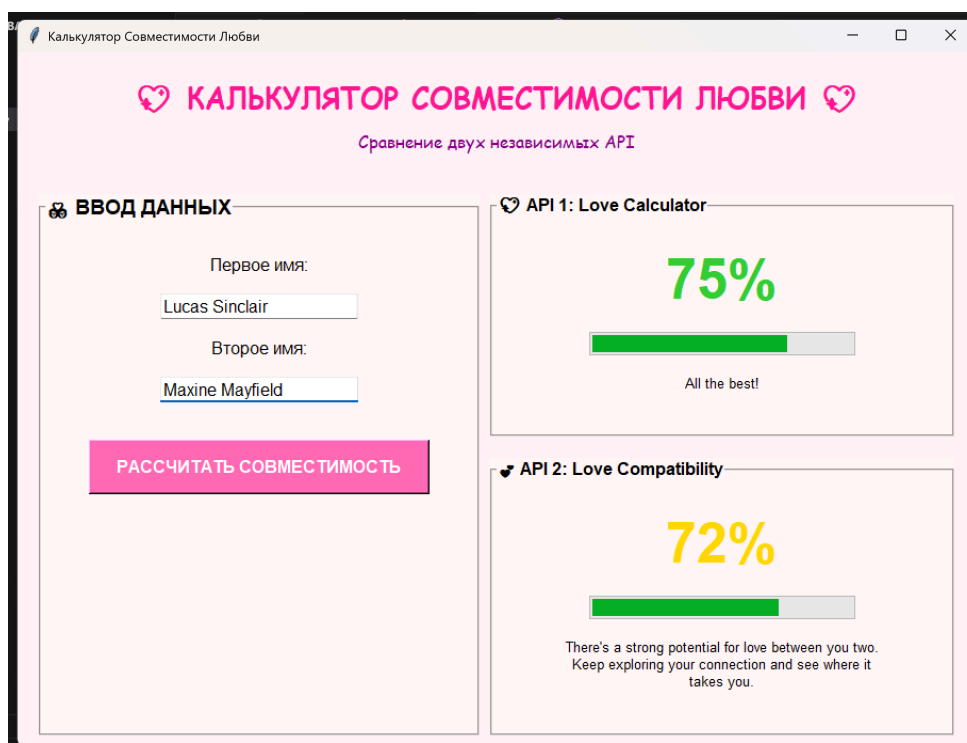 Калькулятор Совместимости Любви
КАЛЬКУЛЯТОР СОВМЕСТИМОСТИ ЛЮБВИ
Сравнение двух независимых API
ВВОД ДАННЫХ
Первое имя:
Lucas Sinclair
Второе имя:
Maxine Mayfield
РАССЧИТАТЬ СОВМЕСТИМОСТЬ
API 1: Love Calculator
75%
All the best!
API 2: Love Compatibility
72%
There's a strong potential for love between you two.
Keep exploring your connection and see where it
takes you.